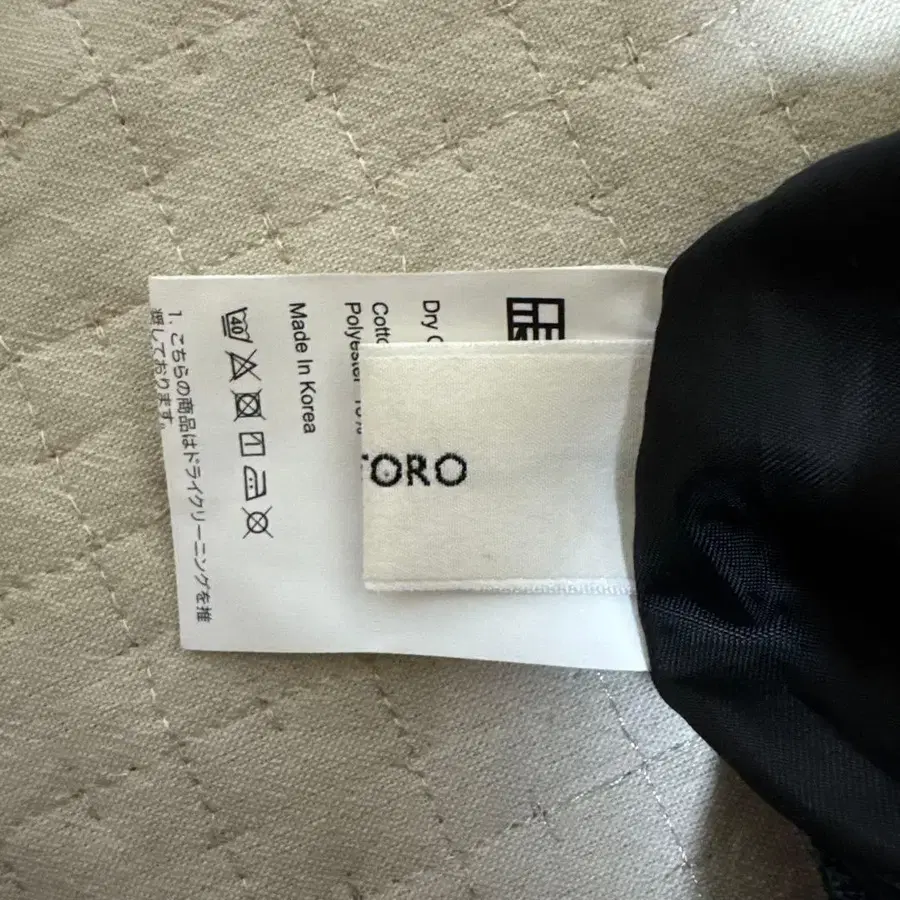 Dry
Polyester
Made In Korea
40
1. こちらの商品はドライクリーニングを推
奨しております。
TORO